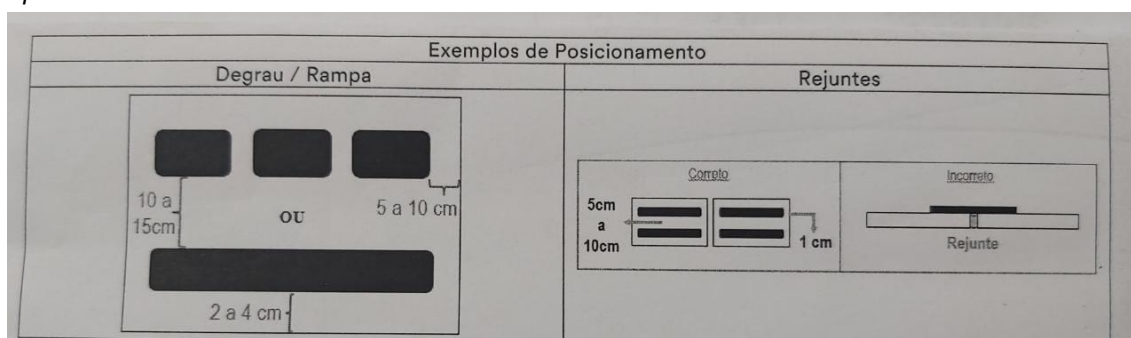 Exemplos de Posicionamento
Degrau / Rampa
Rejuntes
10 a
15cm
OU
5 a 10 cm
2 a 4 cm
Correto
5cm
a
10cm
1 cm
Incorreto
Rejunte